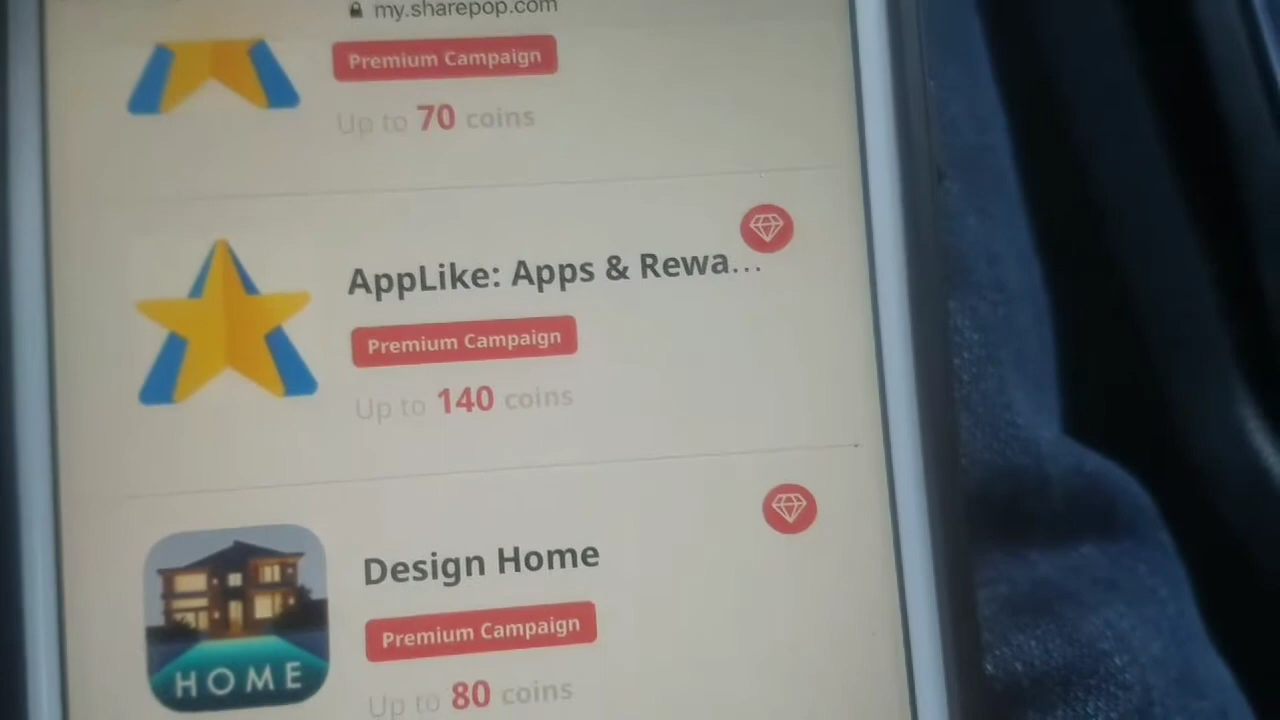 my.sharepop.com
Premium Campaign
Up to 70 coins
AppLike: Apps & Rewa...
Premium Campaign
Up to 140 coins
Design Home
HOME
Premium Campaign
Up to 80 coins